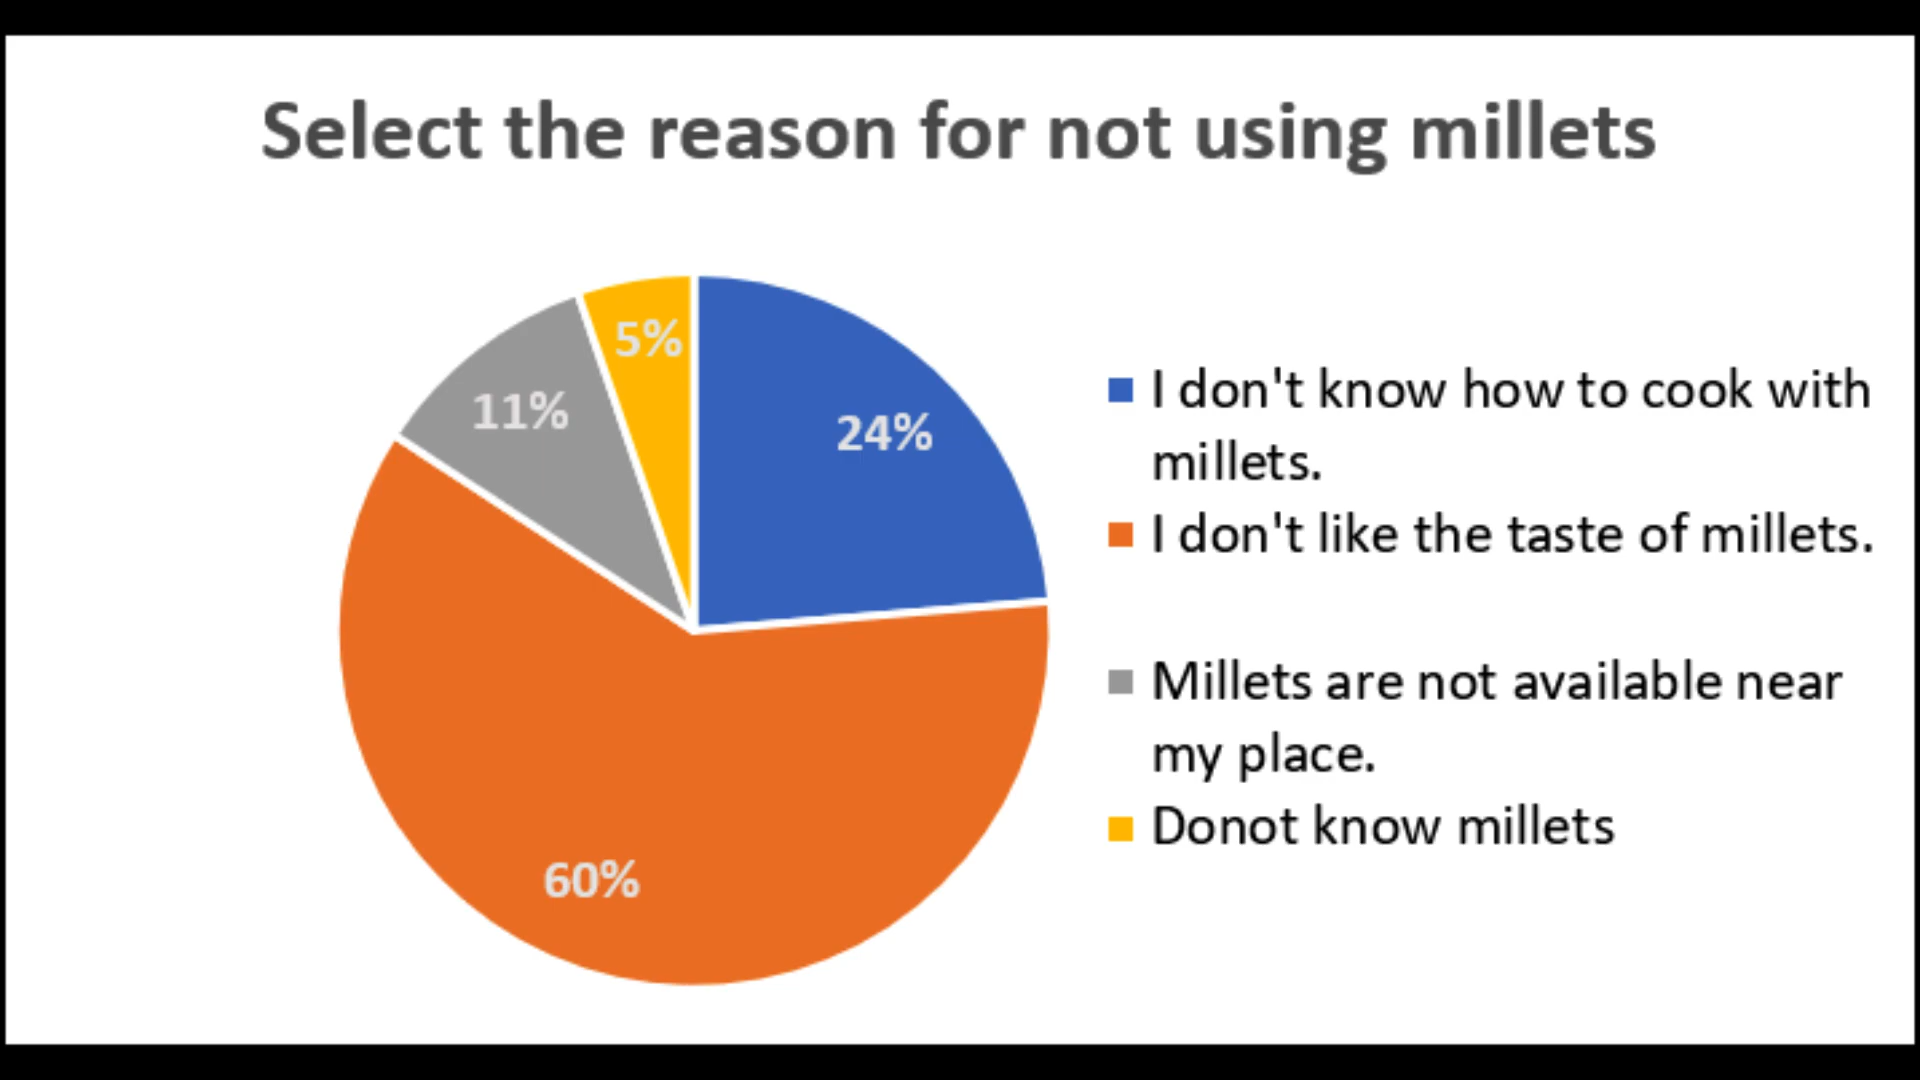 Select the reason for not using millets
5%
11%
24%
60%
I don't know how to cook with
millets.
I don't like the taste of millets.
Millets are not available near
my place.
Donot know millets